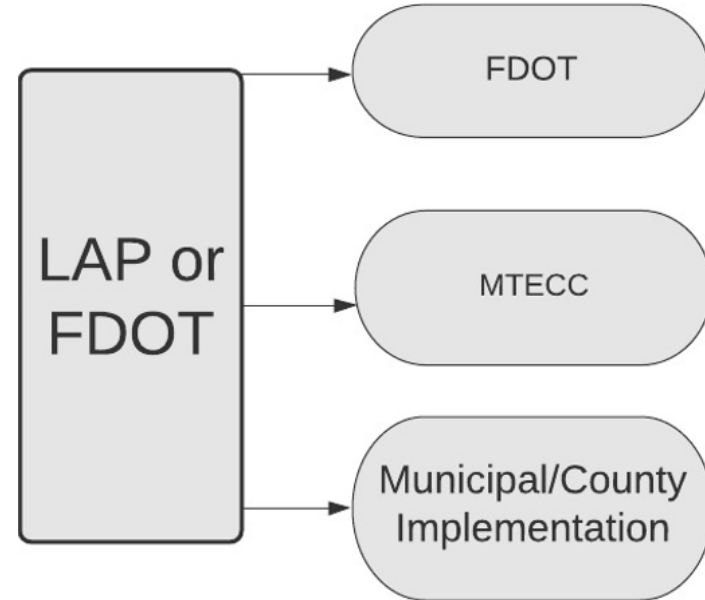 LAP or
FDOT
FDOT
MTECC
Municipal/County
Implementation